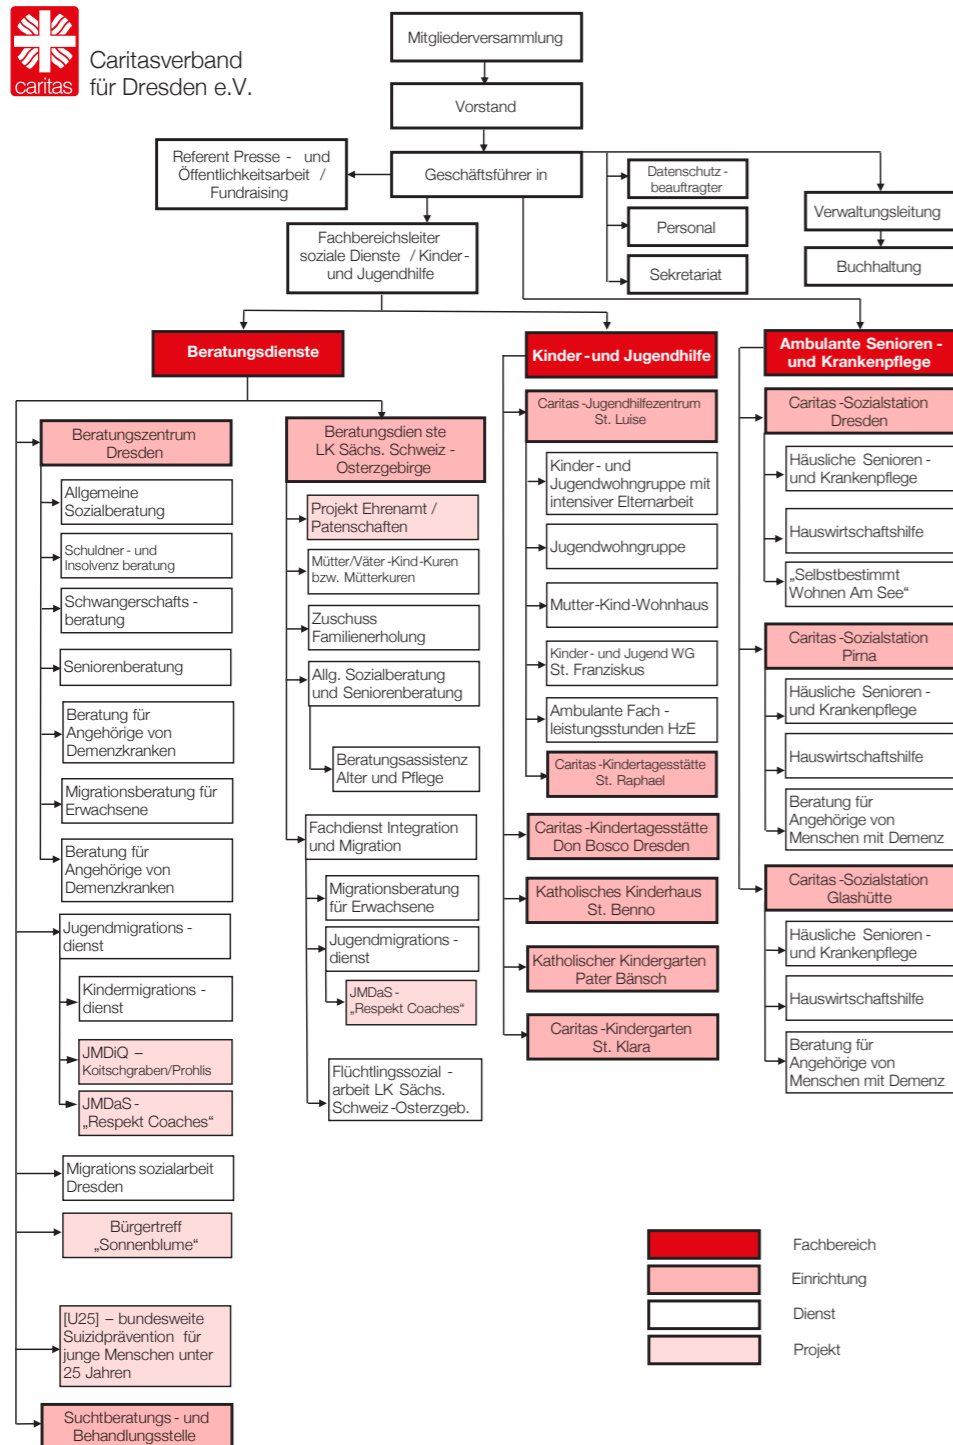 caritas
Caritasverband
für Dresden e.V.
Mitgliederversammlung
Vorstand
Referent Presse - und
Öffentlichkeitsarbeit /
Fundraising
Geschäftsführer in
Datenschutz -
beauftragter
Personal
Sekretariat
Verwaltungsleitung
Buchhaltung
Fachbereichsleiter
soziale Dienste / Kinder -
und Jugendhilfe
Beratungsdienste
Beratungszentrum
Dresden
Allgemeine
Sozialberatung
Schuldner - und
Insolvenz beratung
Schwangerschafts -
beratung
Seniorenberatung
Beratung für
Angehörige von
Demenzkranken
Migrationsberatung für
Erwachsene
Beratung für
Angehörige von
Demenzkranken
Jugendmigrations -
dienst
Kindermigrations -
dienst
JMDiQ –
Koitschgraben/Prohlis
JMDaS -
„Respekt Coaches“
Migrations sozialarbeit
Dresden
Bürgertreff
„Sonnenblume“
[U25] – bundesweite
Suizidprävention für
junge Menschen unter
25 Jahren
Suchtberatungs - und
Behandlungsstelle
Beratungsdien ste
LK Sächs. Schweiz -
Osterzgebirge
Projekt Ehrenamt /
Patenschaften
Mütter/Väter -Kind-Kuren
bzw. Mütterkuren
Zuschuss
Familienerholung
Allg. Sozialberatung
und Seniorenberatung
Beratungsassistenz
Alter und Pflege
Fachdienst Integration
und Migration
Migrationsberatung
für Erwachsene
Jugendmigrations -
dienst
JMDaS -
„Respekt Coaches“
Flüchtlingssozial -
arbeit LK Sächs.
Schweiz -Osterzgeb.
Kinder - und Jugendhilfe
Caritas -Jugendhilfezentrum
St. Luise
Kinder - und
Jugendwohngruppe mit
intensiver Elternarbeit
Jugendwohngruppe
Mutter-Kind-Wohnhaus
Kinder - und Jugend WG
St. Franziskus
Ambulante Fach -
leistungsstunden HzE
Caritas -Kindertagesstätte
St. Raphael
Caritas -Kindertagesstätte
Don Bosco Dresden
Katholisches Kinderhaus
St. Benno
Katholischer Kindergarten
Pater Bänsch
Caritas -Kindergarten
St. Klara
Ambulante Senioren -
und Krankenpflege
Caritas -Sozialstation
Dresden
Häusliche Senioren -
und Krankenpflege
Hauswirtschaftshilfe
„Selbstbestimmt
Wohnen Am See“
Caritas -Sozialstation
Pirna
Häusliche Senioren -
und Krankenpflege
Hauswirtschaftshilfe
Beratung für
Angehörige von
Menschen mit Demenz
Caritas -Sozialstation
Glashütte
Häusliche Senioren -
und Krankenpflege
Hauswirtschaftshilfe
Beratung für
Angehörige von
Menschen mit Demenz
Fachbereich
Einrichtung
Dienst
Projekt